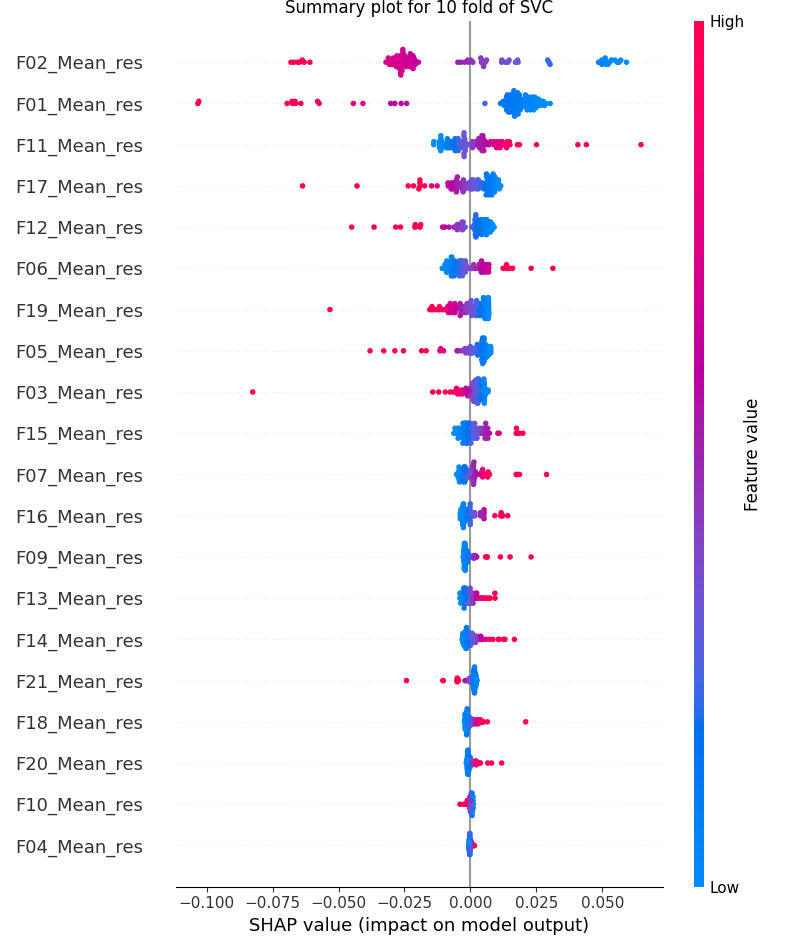 Summary plot for 10 fold of SVC
High
F02_Mean_res
F01_Mean_res
F11_Mean_res
F17_Mean_res
F12_Mean_res
F06_Mean_res
F19_Mean_res
F05_Mean_res
F03_Mean_res
F15_Mean_res
F07_Mean_res
F16_Mean_res
F09_Mean_res
F13_Mean_res
F14_Mean_res
F21_Mean_res
F18_Mean_res
F20_Mean_res
F10_Mean_res
F04_Mean_res
Feature value
Low
−0.100 −0.075 −0.050 −0.025 0.000 0.025 0.050
SHAP value (impact on model output)